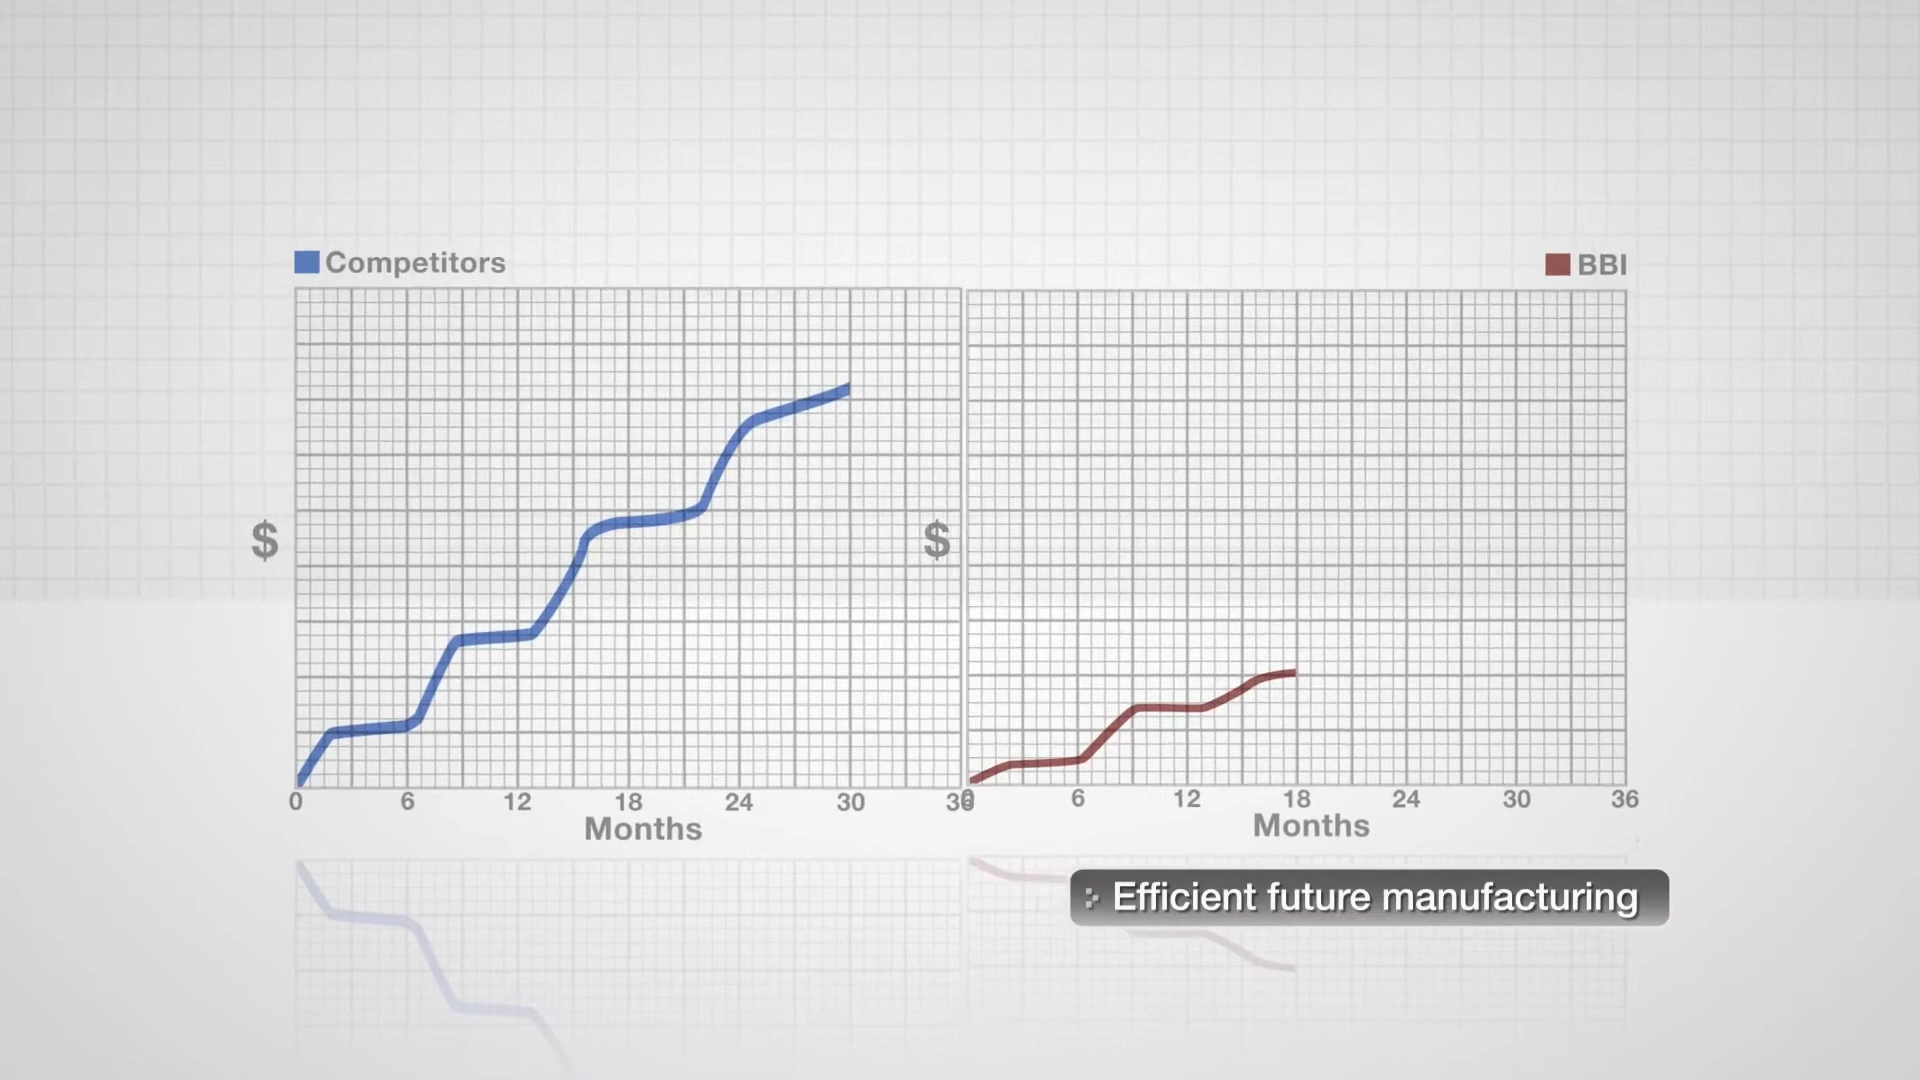 Competitors
BBI
$
$
0 6 12 18 24 30 36
0 6 12 18 24 30 36
Months
Months
Efficient future manufacturing